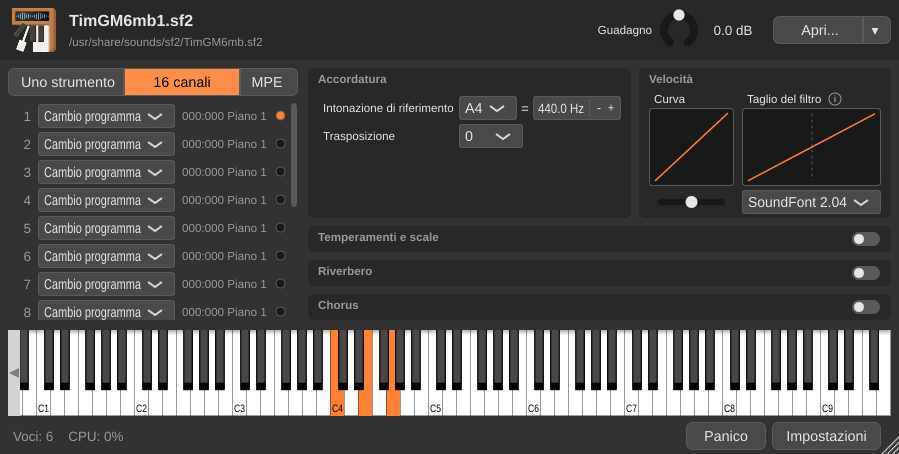 TimGM6mb1.sf2
/usr/share/sounds/sf2/TimGM6mb.sf2
Guadagno
0.0 dB
Apri...
Uno strumento
16 canali
MPE
1 Cambio programma 000:000 Piano 1
2 Cambio programma 000:000 Piano 1
3 Cambio programma 000:000 Piano 1
4 Cambio programma 000:000 Piano 1
5 Cambio programma 000:000 Piano 1
6 Cambio programma 000:000 Piano 1
7 Cambio programma 000:000 Piano 1
8 Cambio programma 000:000 Piano 1
Accordatura
Intonazione di riferimento A4 = 440.0 Hz - +
Trasposizione 0
Velocità
Curva
Taglio del filtro i
SoundFont 2.04
Temperamenti e scale
Riverbero
Chorus
C1 C2 C3 C4 C5 C6 C7 C8 C9
Voci: 6 CPU: 0%
Panico
Impostazioni